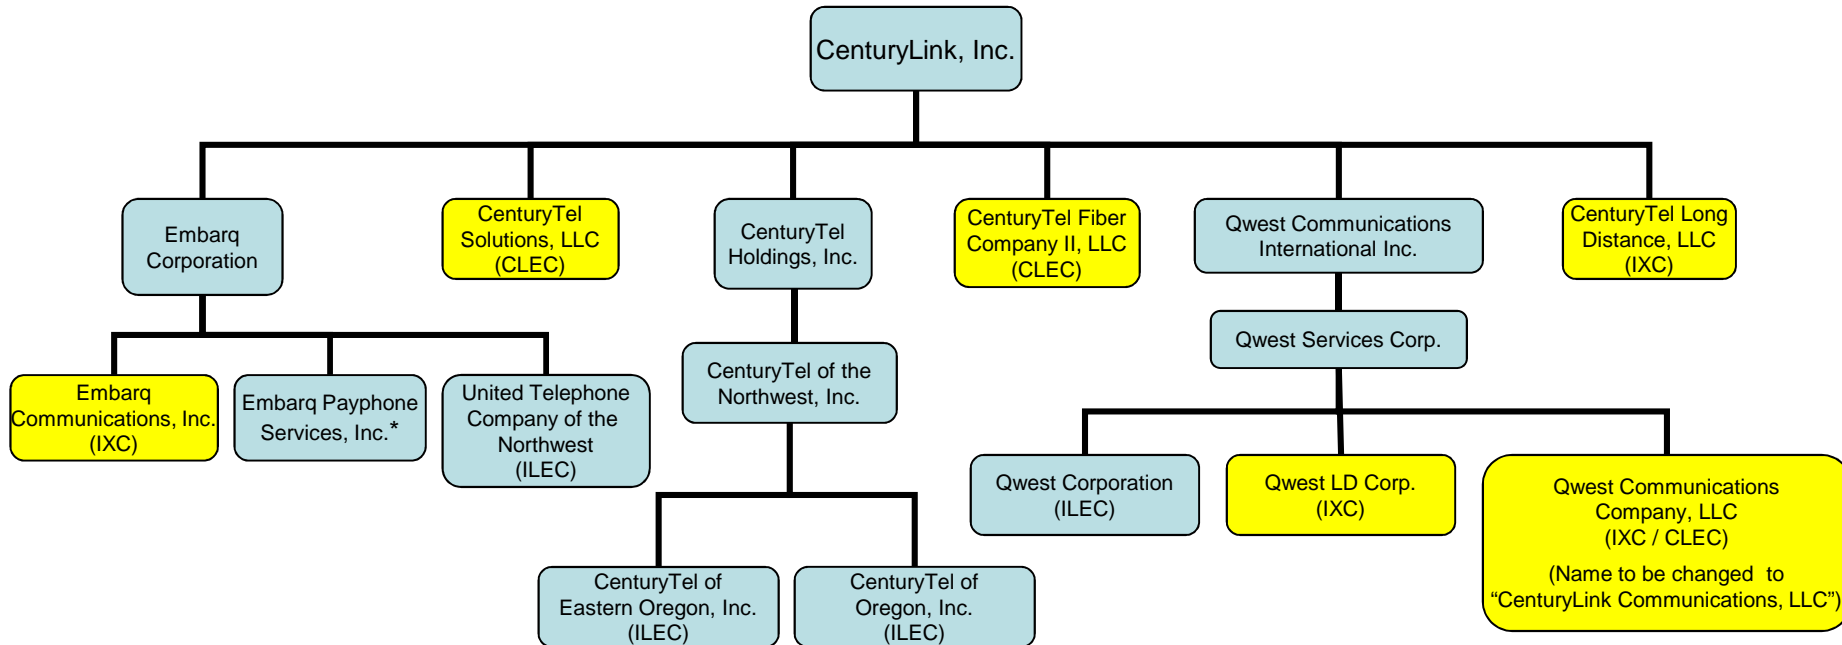 CenturyLink, Inc.
Embarq
Corporation
CenturyTel
Solutions, LLC
(CLEC)
CenturyTel
Holdings, Inc.
CenturyTel Fiber
Company II, LLC
(CLEC)
Qwest Communications
International Inc.
CenturyTel Long
Distance, LLC
(IXC)
Qwest Services Corp.
Embarq
Communications, Inc.
(IXC)
Embarq Payphone
Services, Inc.*
United Telephone
Company of the
Northwest
(ILEC)
CenturyTel of the
Northwest, Inc.
Qwest Corporation
(ILEC)
Qwest LD Corp.
(IXC)
Qwest Communications
Company, LLC
(IXC / CLEC)
(Name to be changed to
“CenturyLink Communications, LLC”)
CenturyTel of
Eastern Oregon, Inc.
(ILEC)
CenturyTel of
Oregon, Inc.
(ILEC)